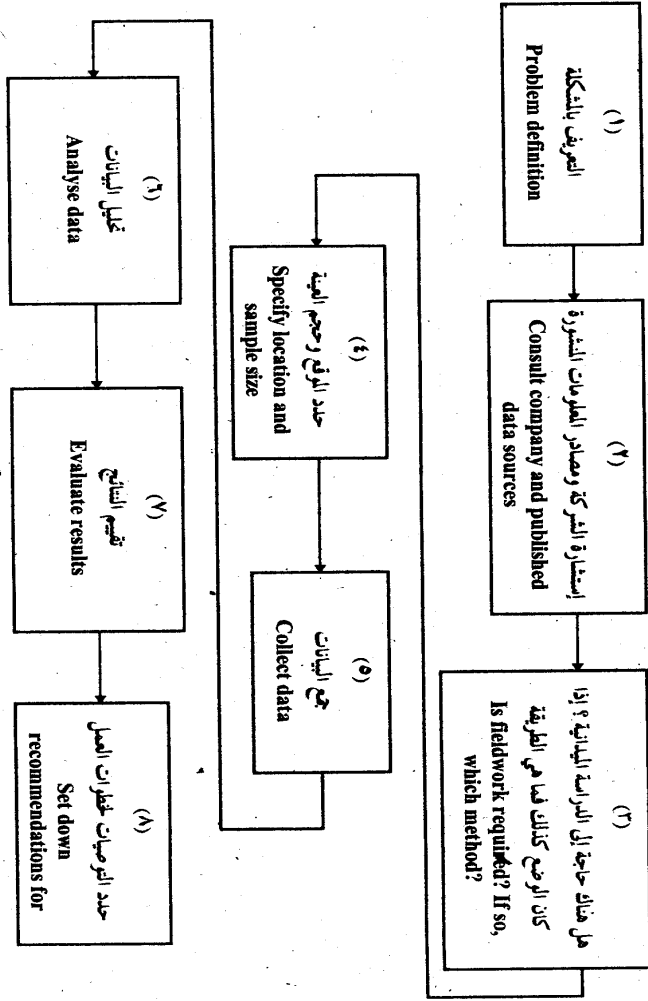 (١)
التعريف بالمشكلة
Problem definition
(٢)
إستشارة الشركة ومصادر المعلومات المنشورة
Consult company and published
data sources
(٣)
هل هناك حاجة إلى الدراسة الميدانية ؟ إذا
كان الوضع كذلك فما هي الطريقة
Is fieldwork required? If so,
which method?
(٤)
حدد الموقع وحجم العينة
Specify location and
sample size
(٥)
جمع البيانات
Collect data
(٦)
تحليل البيانات
Analyse data
(٧)
تقييم النتائج
Evaluate results
(٨)
حدد التوصيات لخطوات العمل
Set down
recommendations for